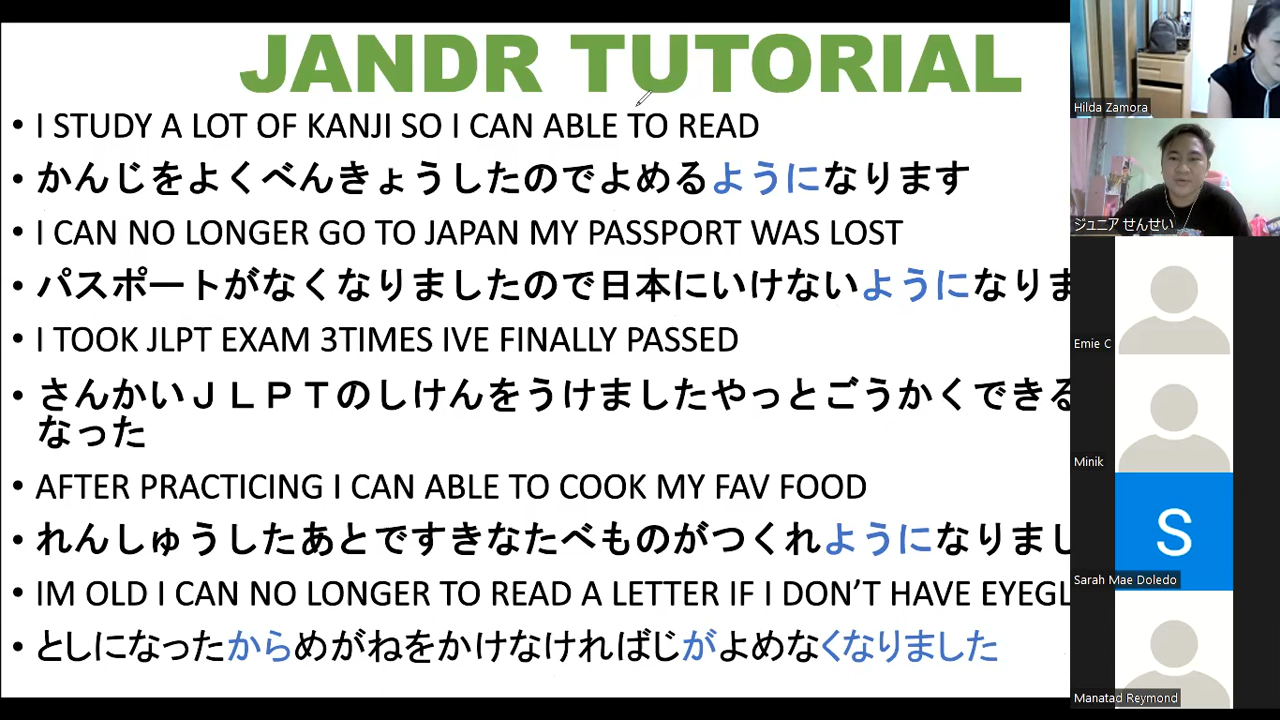 JANDR TUTORIAL
• I STUDY A LOT OF KANJI SO I CAN ABLE TO READ
• かんじをよくべんきょうしたのでよめるようになります
• I CAN NO LONGER GO TO JAPAN MY PASSPORT WAS LOST
• パスポートがなくなりましたので日本にいけないようになりま
• I TOOK JLPT EXAM 3TIMES IVE FINALLY PASSED
• さんかいＪＬＰＴのしけんをうけましたやっとごうかくできる
なった
• AFTER PRACTICING I CAN ABLE TO COOK MY FAV FOOD
• れんしゅうしたあとですきなたべものがつくれようになりまし
• IM OLD I CAN NO LONGER TO READ A LETTER IF I DON’T HAVE EYEGL
• としになっためがねをかけなければじがよめなくなりました
Hilda Zamora
ジュニア せんせい
Emie C
Minik
S
Sarah Mae Doledo
Manatad Reymond